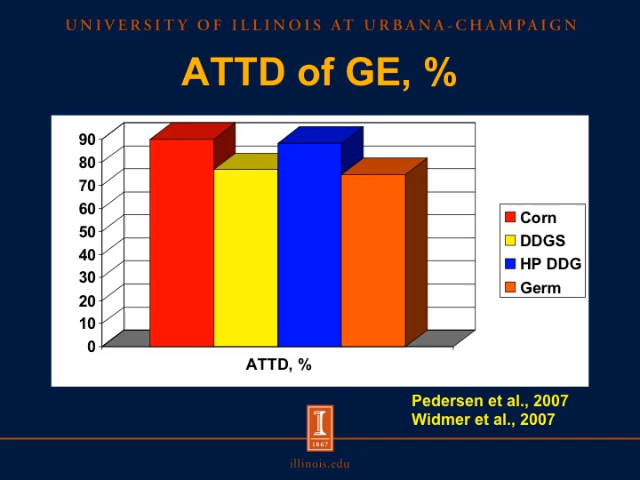 UNIVERSITY OF ILLINOIS AT URBANA-CHAMPAIGN
ATTD of GE, %
90
80
70
60
50
40
30
20
10
0
ATTD, %
Corn
DDGS
HP DDG
Germ
Pedersen et al., 2007
Widmer et al., 2007
I
1867
illinois.edu